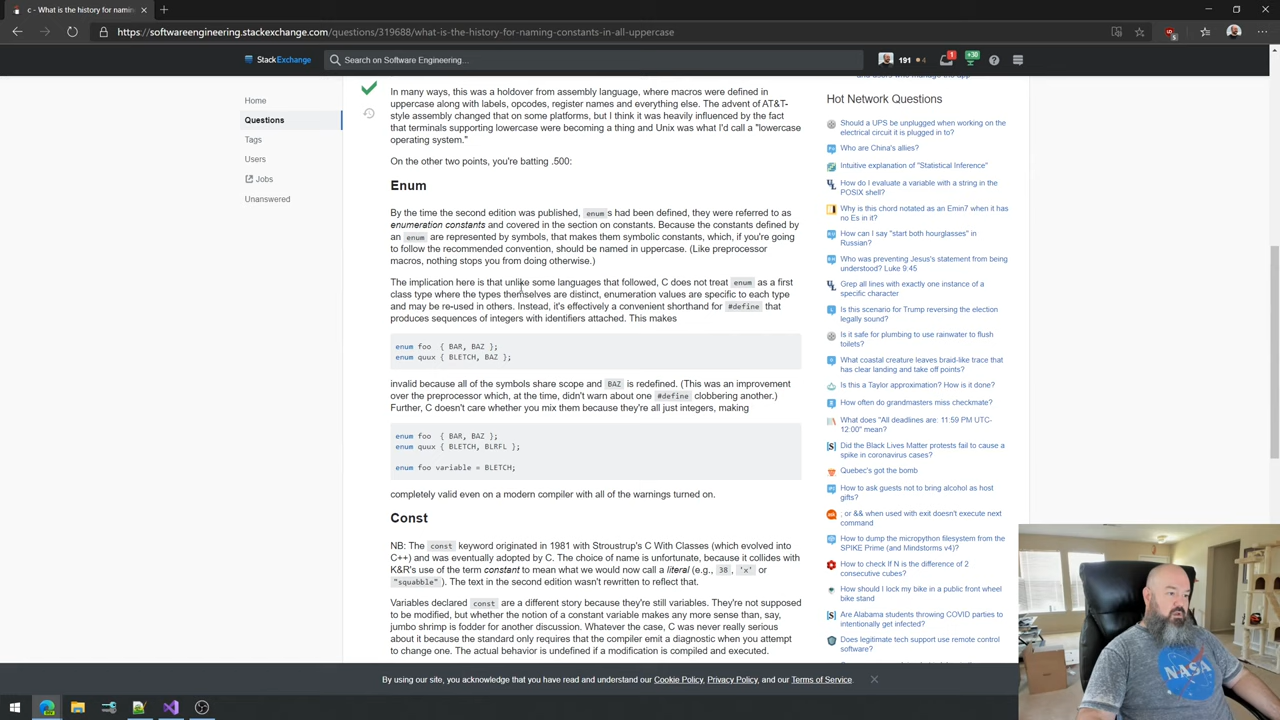 c - What is the history for naming
https://softwareengineering.stackexchange.com/questions/319688/what-is-the-history-for-naming-constants-in-all-uppercase
StackExchange
Search on Software Engineering...
191
4
1
+30
Home
Questions
Tags
Users
Jobs
Unanswered
In many ways, this was a holdover from assembly language, where macros were defined in
uppercase along with labels, opcodes, register names and everything else. The advent of AT&T-
style assembly changed that on some platforms, but I think it was heavily influenced by the fact
that terminals supporting lowercase were becoming a thing and Unix was what I'd call a "lowercase
operating system."
On the other two points, you're batting .500:
Enum
By the time the second edition was published, enum s had been defined, they were referred to as
enumeration constants and covered in the section on constants. Because the constants defined by
an enum are represented by symbols, that makes them symbolic constants, which, if you're going
to follow the recommended convention, should be named in uppercase. (Like preprocessor
macros, nothing stops you from doing otherwise.)
The implication here is that unlike some languages that followed, C does not treat enum as a first
class type where the types themselves are distinct, enumeration values are specific to each type
and may be re-used in others. Instead, it's effectively a convenient shorthand for #define that
produces sequences of integers with identifiers attached. This makes
enum foo { BAR, BAZ };
enum quux { BLETCH, BAZ };
invalid because all of the symbols share scope and BAZ is redefined. (This was an improvement
over the preprocessor which, at the time, didn't warn about one #define clobbering another.)
Further, C doesn't care whether you mix them because they're all just integers, making
enum foo { BAR, BAZ };
enum quux { BLETCH, BLRFL };
enum foo variable = BLETCH;
completely valid even on a modern compiler with all of the warnings turned on.
Const
NB: The const keyword originated in 1981 with Stroustrup's C With Classes (which evolved into
C++) and was eventually adopted by C. The choice of name is unfortunate, because it collides with
K&R's use of the term constant to mean what we would now call a literal (e.g., 38, 'x' or
"squabble"). The text in the second edition wasn't rewritten to reflect that.
Variables declared const are a different story because they're still variables. They're not supposed
to be modified, but whether the notion of a constant variable makes any more sense than, say,
jumbo shrimp is fodder for another discussion. Whatever the case, C was never really serious
about it because the standard only requires that the compiler emit a diagnostic when you attempt
to change one. The actual behavior is undefined if a modification is compiled and executed.
and users who manage the app
Hot Network Questions
Should a UPS be unplugged when working on the
electrical circuit it is plugged in to?
Who are China's allies?
Intuitive explanation of "Statistical Inference"
How do I evaluate a variable with a string in the
POSIX shell?
Why is this chord notated as an Emin7 when it has
no Es in it?
How can I say "start both hourglasses" in
Russian?
Who was preventing Jesus's statement from being
understood? Luke 9:45
Grep all lines with exactly one instance of a
specific character
Is this scenario for Trump reversing the election
legally sound?
Is it safe for plumbing to use rainwater to flush
toilets?
What coastal creature leaves braid-like trace that
has clear landing and take off points?
Is this a Taylor approximation? How is it done?
How often do grandmasters miss checkmate?
What does "All deadlines are: 11:59 PM UTC-
12:00" mean?
Did the Black Lives Matter protests fail to cause a
spike in coronavirus cases?
Quebec's got the bomb
How to ask guests not to bring alcohol as host
gifts?
; or && when used with exit doesn't execute next
command
How to dump the micropython filesystem from the
SPIKE Prime (and Mindstorms v4)?
How to check If N is the difference of 2
consecutive cubes?
How should I lock my bike in a public front wheel
bike stand
Are Alabama students throwing COVID parties to
intentionally get infected?
Does legitimate tech support use remote control
software?
By using our site, you acknowledge that you have read and understand our Cookie Policy, Privacy Policy, and our Terms of Service.